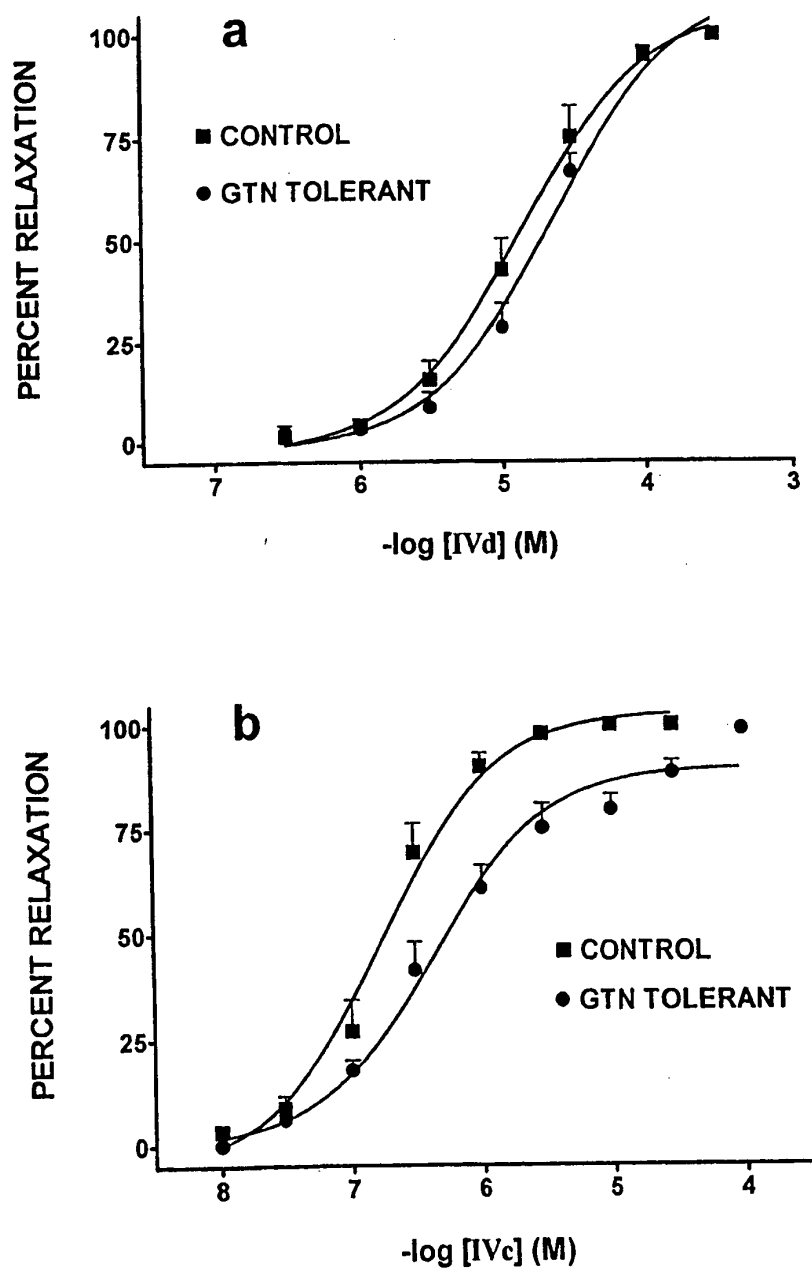 a
100
75
50
25
0
PERCENT RELAXATION
CONTROL
GTN TOLERANT
7 6 5 4 3
-log [IVd] (M)
b
100
75
50
25
0
PERCENT RELAXATION
CONTROL
GTN TOLERANT
8 7 6 5 4
-log [IVc] (M)